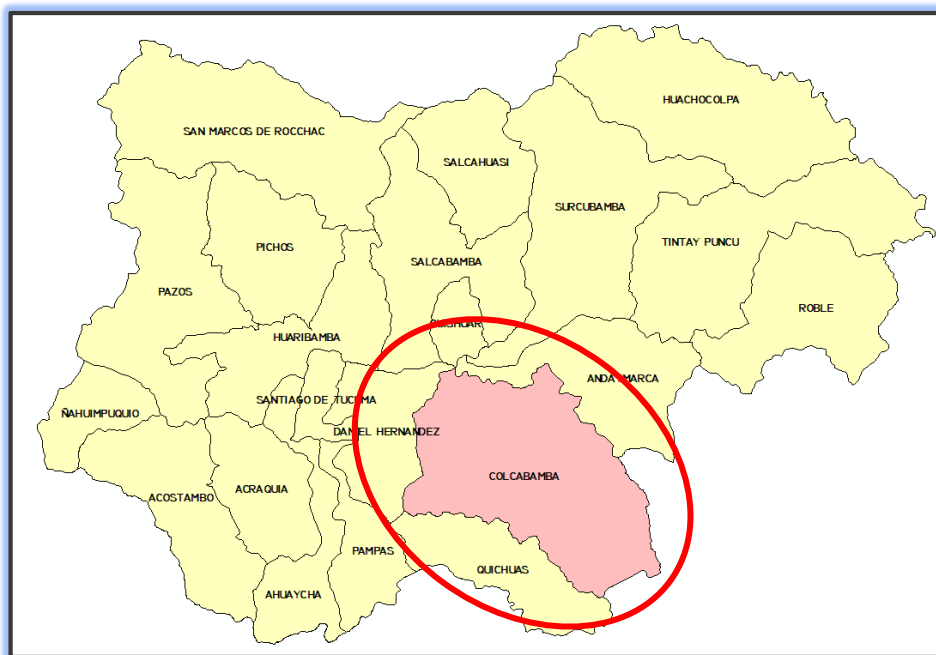 HUACHOCOLPA
SAN MARCOS DE ROCCHAC
SALCAHUASI
SURCUBAMBA
TINTAY PUNCU
PICHOS
SALCABAMBA
PAZOS
ROBLE
QUISHUAR
HUARIBAMBA
ANDAYMARCA
SANTIAGO DE TUCUMA
ÑAHUIMPUQUIO
DANIEL HERNANDEZ
COLCABAMBA
ACRAQUIA
ACOSTAMBO
PAMPAS
QUICHUAS
AHUAYCHA